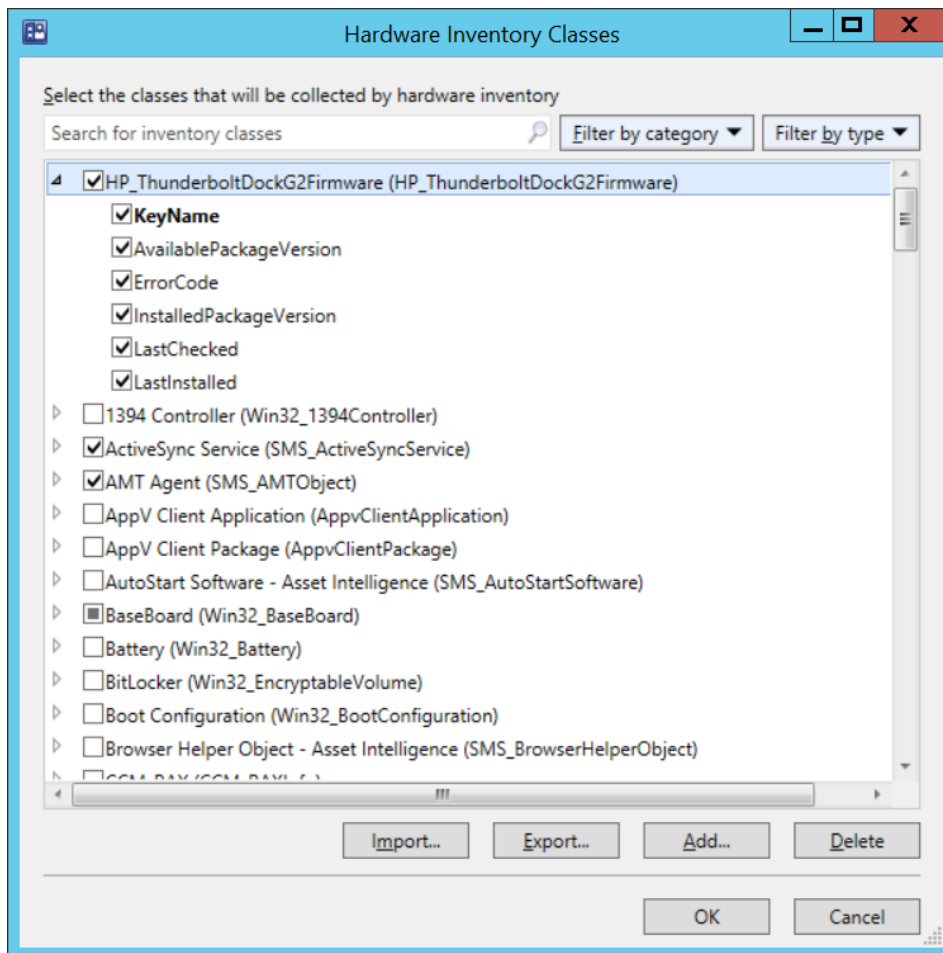 Hardware Inventory Classes
Select the classes that will be collected by hardware inventory
Search for inventory classes
Filter by category
Filter by type
HP_ThunderboltDockG2Firmware (HP_ThunderboltDockG2Firmware)
KeyName
AvailablePackageVersion
ErrorCode
InstalledPackageVersion
LastChecked
LastInstalled
1394 Controller (Win32_1394Controller)
ActiveSync Service (SMS_ActiveSyncService)
AMT Agent (SMS_AMTObject)
AppV Client Application (AppvClientApplication)
AppV Client Package (AppvClientPackage)
AutoStart Software - Asset Intelligence (SMS_AutoStartSoftware)
BaseBoard (Win32_BaseBoard)
Battery (Win32_Battery)
BitLocker (Win32_EncryptableVolume)
Boot Configuration (Win32_BootConfiguration)
Browser Helper Object - Asset Intelligence (SMS_BrowserHelperObject)
Import...
Export...
Add...
Delete
OK
Cancel